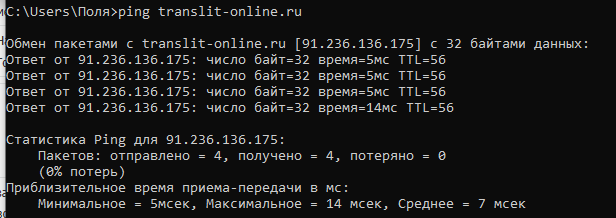 C:\Users\Поля>ping translit-online.ru
Обмен пакетами с translit-online.ru [91.236.136.175] с 32 байтами данных:
Ответ от 91.236.136.175: число байт=32 время=5мс TTL=56
Ответ от 91.236.136.175: число байт=32 время=5мс TTL=56
Ответ от 91.236.136.175: число байт=32 время=5мс TTL=56
Ответ от 91.236.136.175: число байт=32 время=14мс TTL=56
Статистика Ping для 91.236.136.175:
Пакетов: отправлено = 4, получено = 4, потеряно = 0
(0% потерь)
Приблизительное время приема-передачи в мс:
Минимальное = 5мсек, Максимальное = 14 мсек, Среднее = 7 мсек